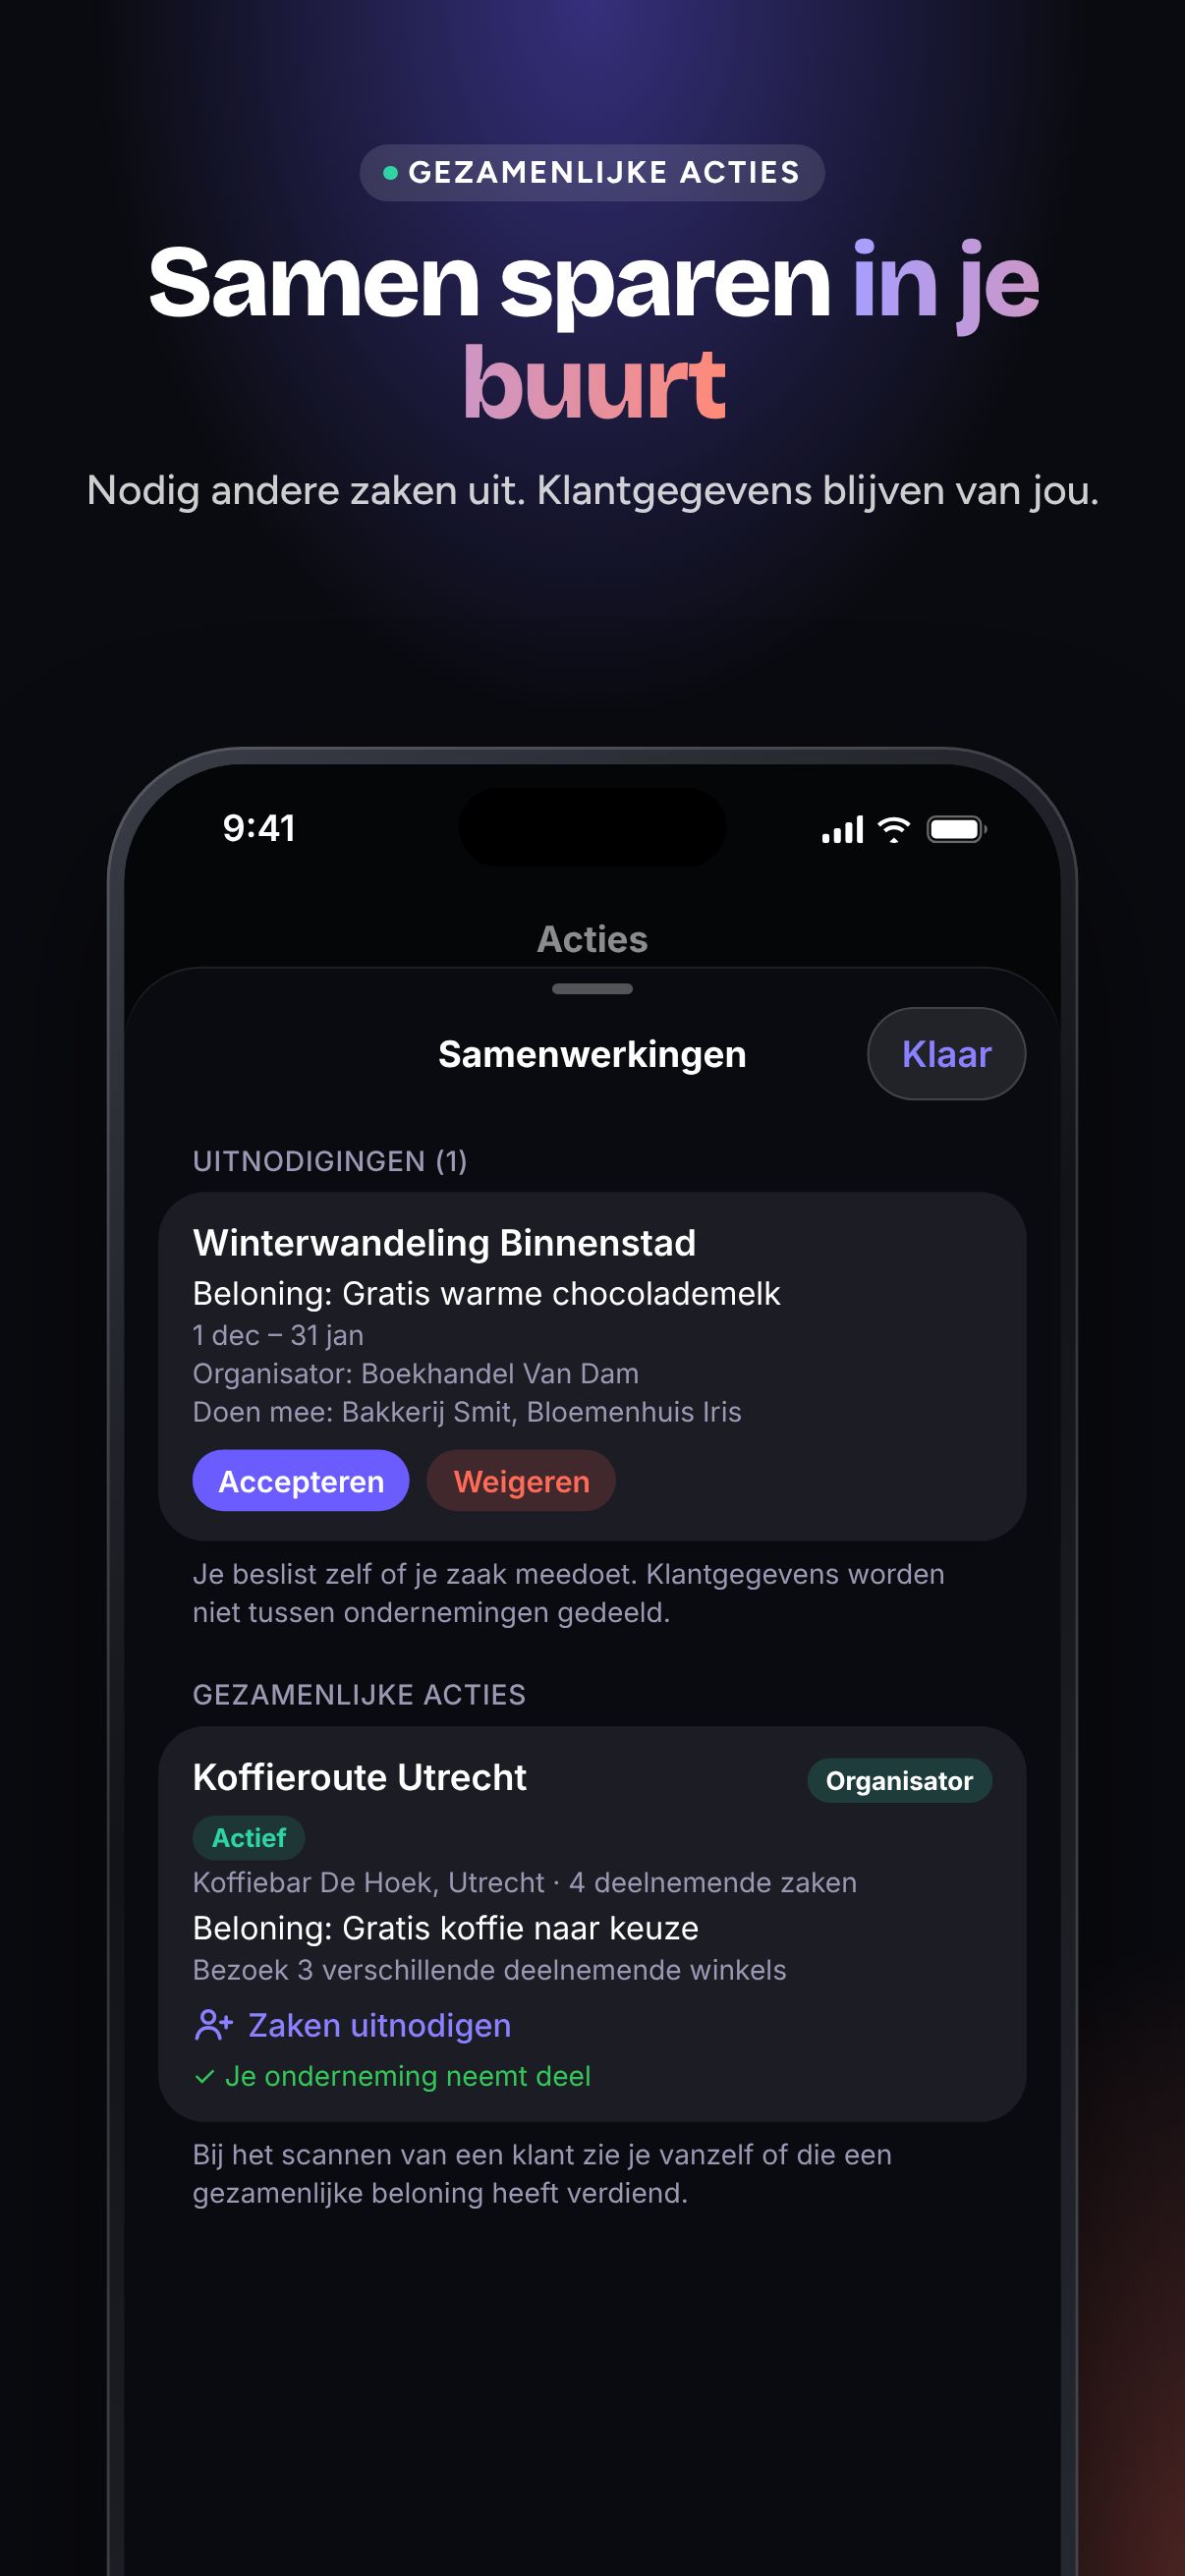 GEZAMENLIJKE ACTIES
Samen sparen in je
buurt
Nodig andere zaken uit. Klantgegevens blijven van jou.
9:41
Acties
Samenwerkingen
Klaar
UITNODIGINGEN (1)
Winterwandeling Binnenstad
Beloning: Gratis warme chocolademelk
1 dec – 31 jan
Organisator: Boekhandel Van Dam
Doen mee: Bakkerij Smit, Bloemenhuis Iris
Accepteren
Weigeren
Je beslist zelf of je zaak meedoet. Klantgegevens worden
niet tussen ondernemingen gedeeld.
GEZAMENLIJKE ACTIES
Koffieroute Utrecht
Organisator
Actief
Koffiebar De Hoek, Utrecht · 4 deelnemende zaken
Beloning: Gratis koffie naar keuze
Bezoek 3 verschillende deelnemende winkels
Zaken uitnodigen
✓ Je onderneming neemt deel
Bij het scannen van een klant zie je vanzelf of die een
gezamenlijke beloning heeft verdiend.